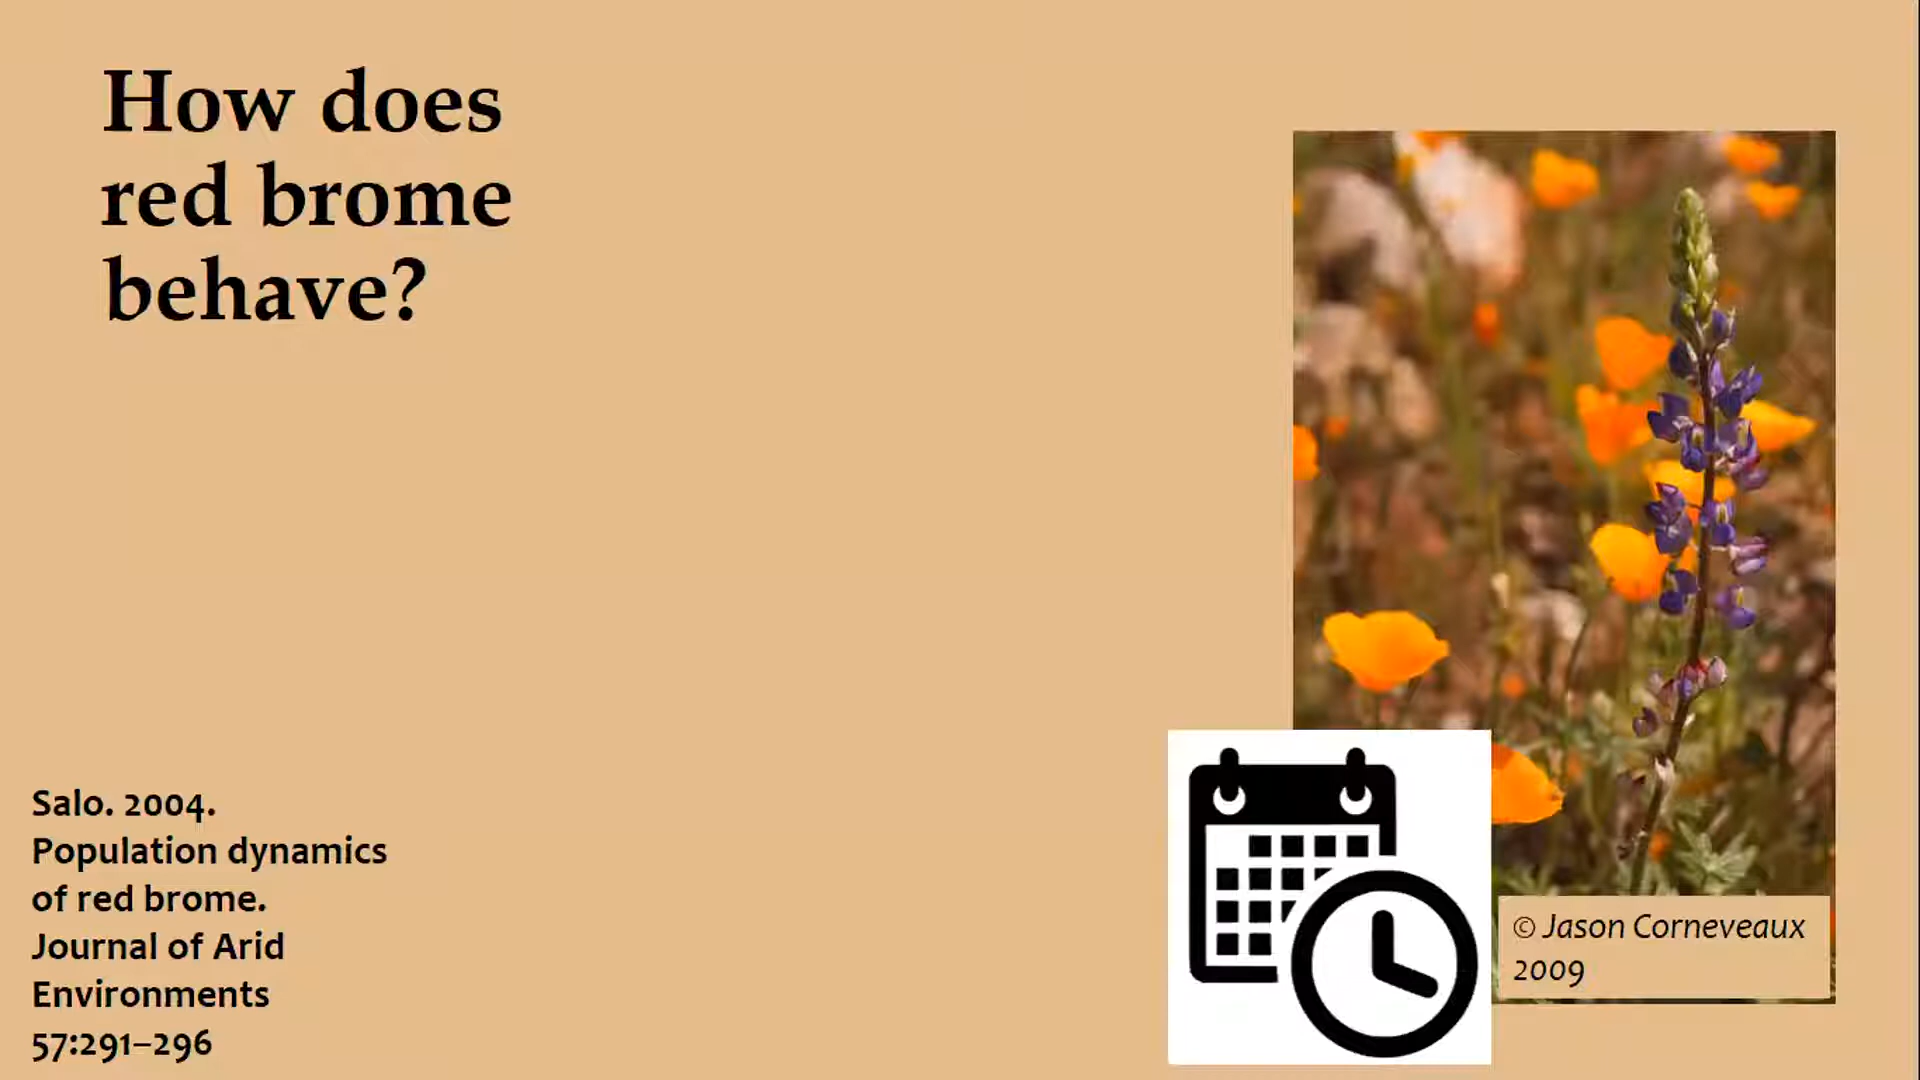 How does
red brome
behave?
Salo. 2004.
Population dynamics
of red brome.
Journal of Arid
Environments
57:291–296
© Jason Corneveaux
2009